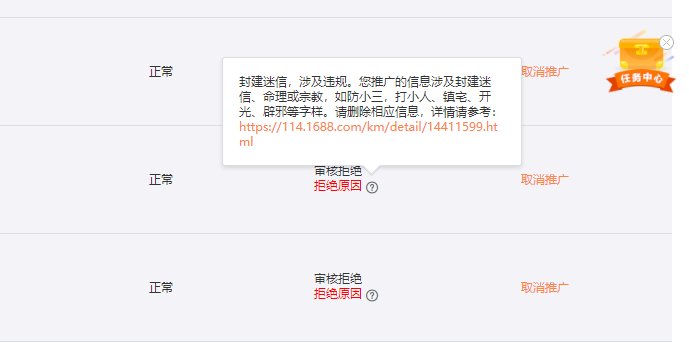 正常
取消推广
任务中心
封建迷信，涉及违规。您推广的信息涉及封建迷
信、命理或宗教，如防小三，打小人、镇宅、开
光、辟邪等字样。请删除相应信息，详情请参考：
https://114.1688.com/km/detail/14411599.ht
ml
正常
审核拒绝
拒绝原因 ?
取消推广
正常
审核拒绝
拒绝原因 ?
取消推广